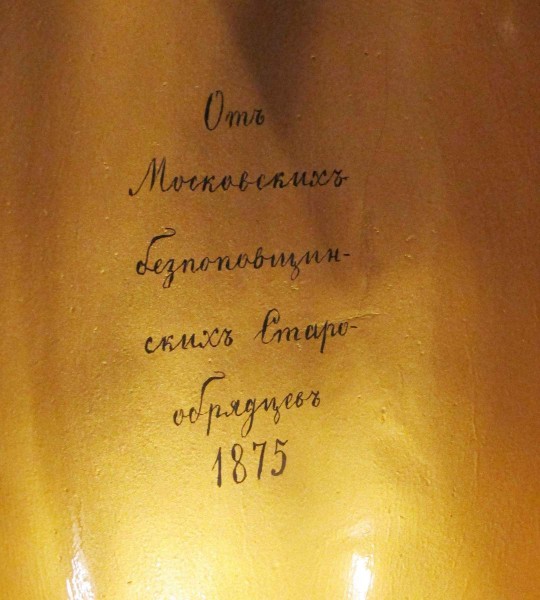 Отъ
Московскихъ
безпоповщин-
скихъ Старо-
обрядцевъ
1875